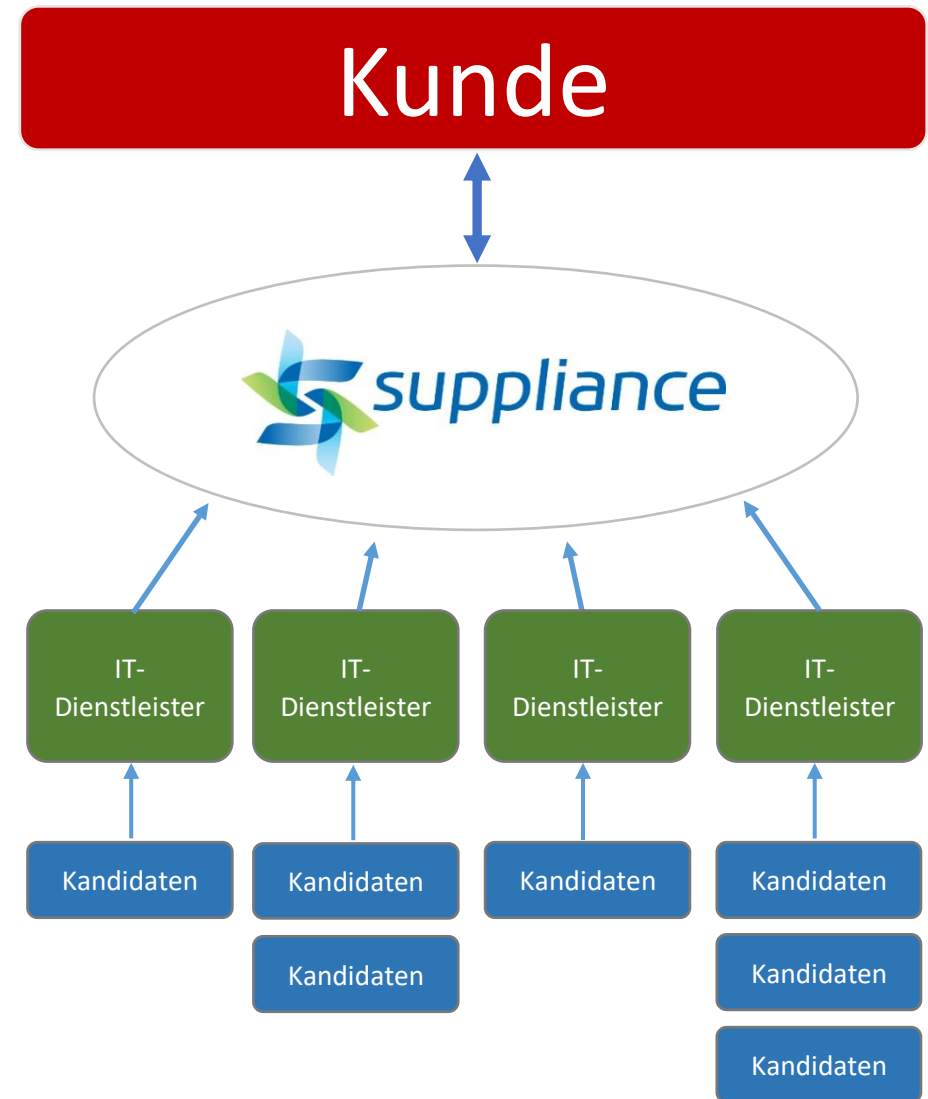 Kunde
suppliance
IT-
Dienstleister
IT-
Dienstleister
IT-
Dienstleister
IT-
Dienstleister
Kandidaten
Kandidaten
Kandidaten
Kandidaten
Kandidaten
Kandidaten
Kandidaten